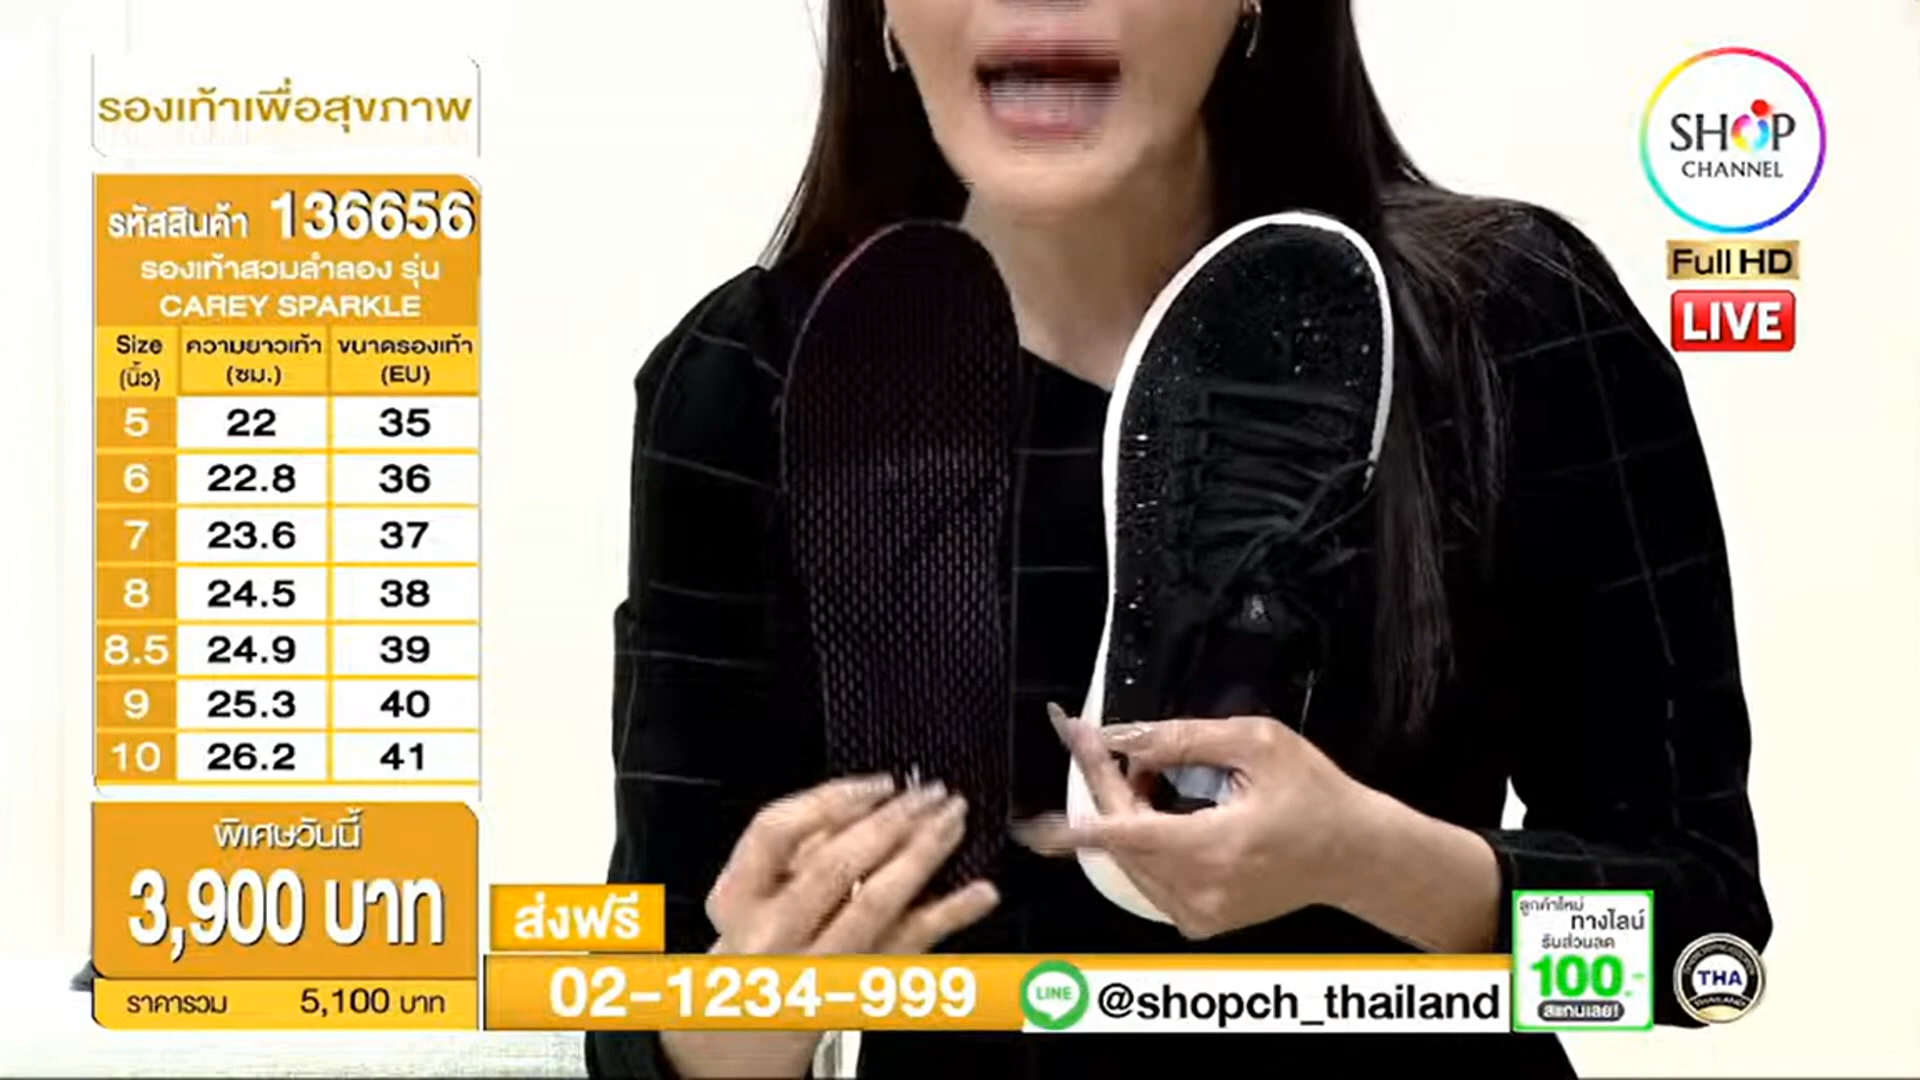 รองเท้าเพื่อสุขภาพ
รหัสสินค้า 136656
รองเท้าสวมลำลอง รุ่น
CAREY SPARKLE
Size (นิ้ว) ความยาวเท้า (ซม.) ขนาดรองเท้า (EU)
5 22 35
6 22.8 36
7 23.6 37
8 24.5 38
8.5 24.9 39
9 25.3 40
10 26.2 41
พิเศษวันนี้
3,900 บาท
ราคารวม 5,100 บาท
ส่งฟรี
02-1234-999
LINE @shopch_thailand
ลูกค้าใหม่
ทางไลน์
รับส่วนลด
100.-
สแกนเลย!
THA
SHOP
CHANNEL
Full HD
LIVE